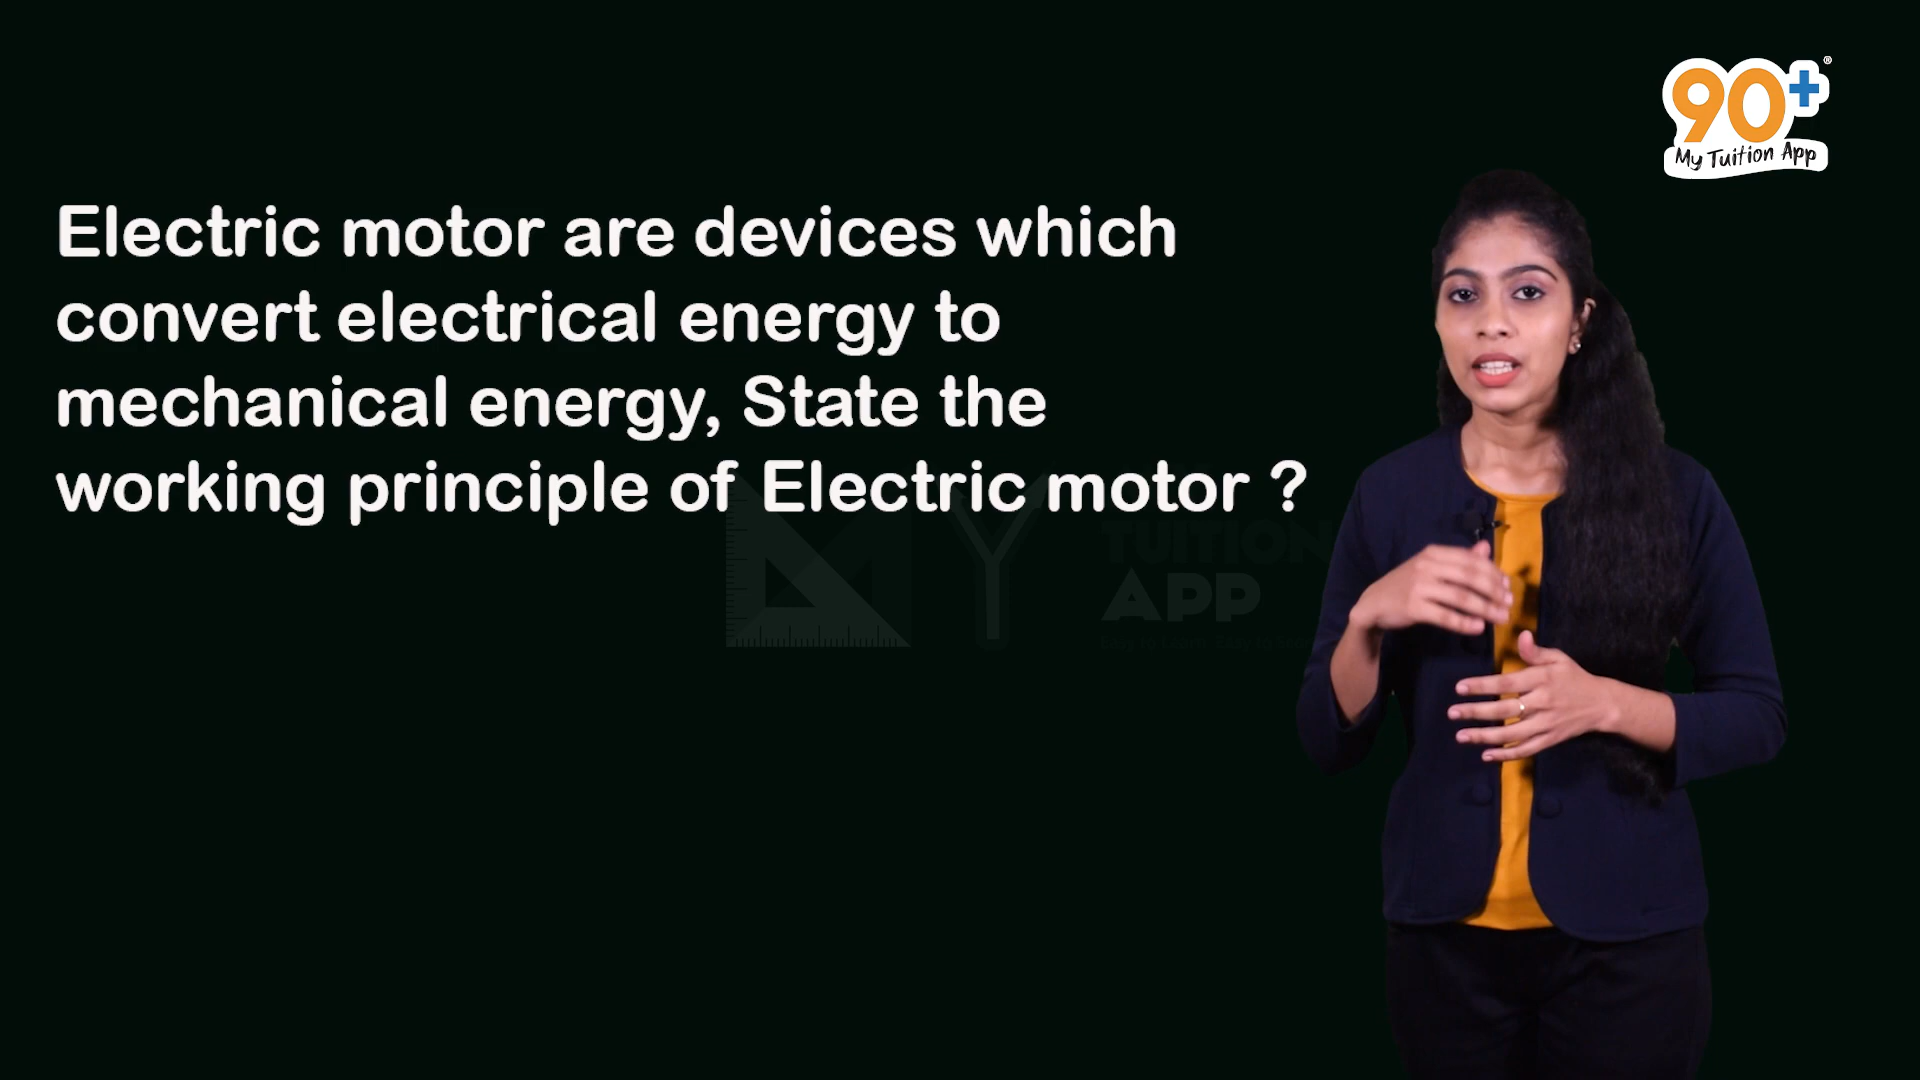 90+
®
My Tuition App
Electric motor are devices which
convert electrical energy to
mechanical energy, State the
working principle of Electric motor ?
MY
TUITION
APP